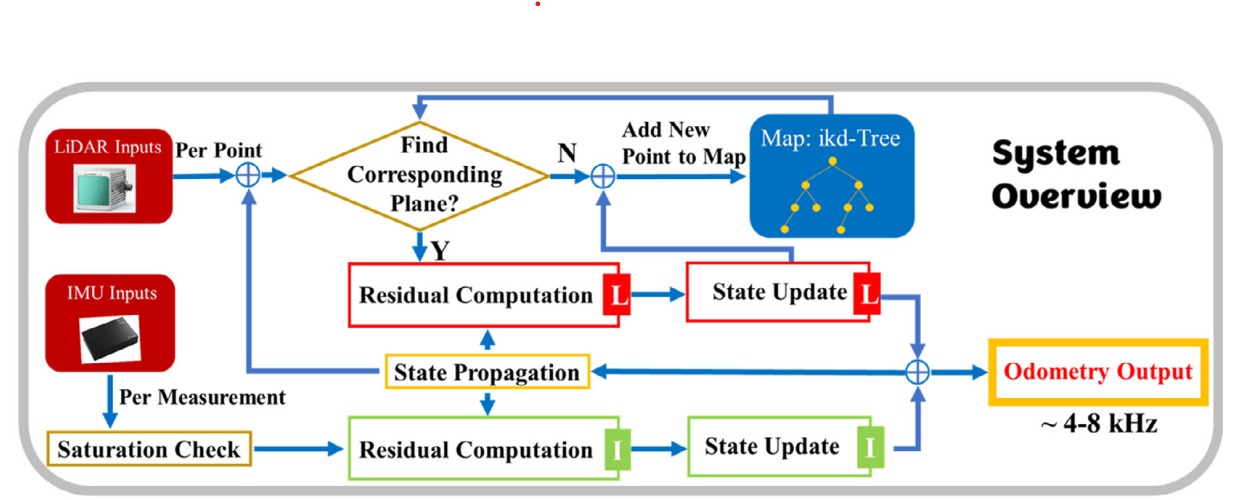 System
Overview
LiDAR Inputs
Per Point
Find
Corresponding
Plane?
N
Add New
Point to Map
Map: ikd-Tree
Y
IMU Inputs
Residual Computation
L
State Update
L
State Propagation
Odometry Output
Per Measurement
~ 4-8 kHz
Saturation Check
Residual Computation
I
State Update
I